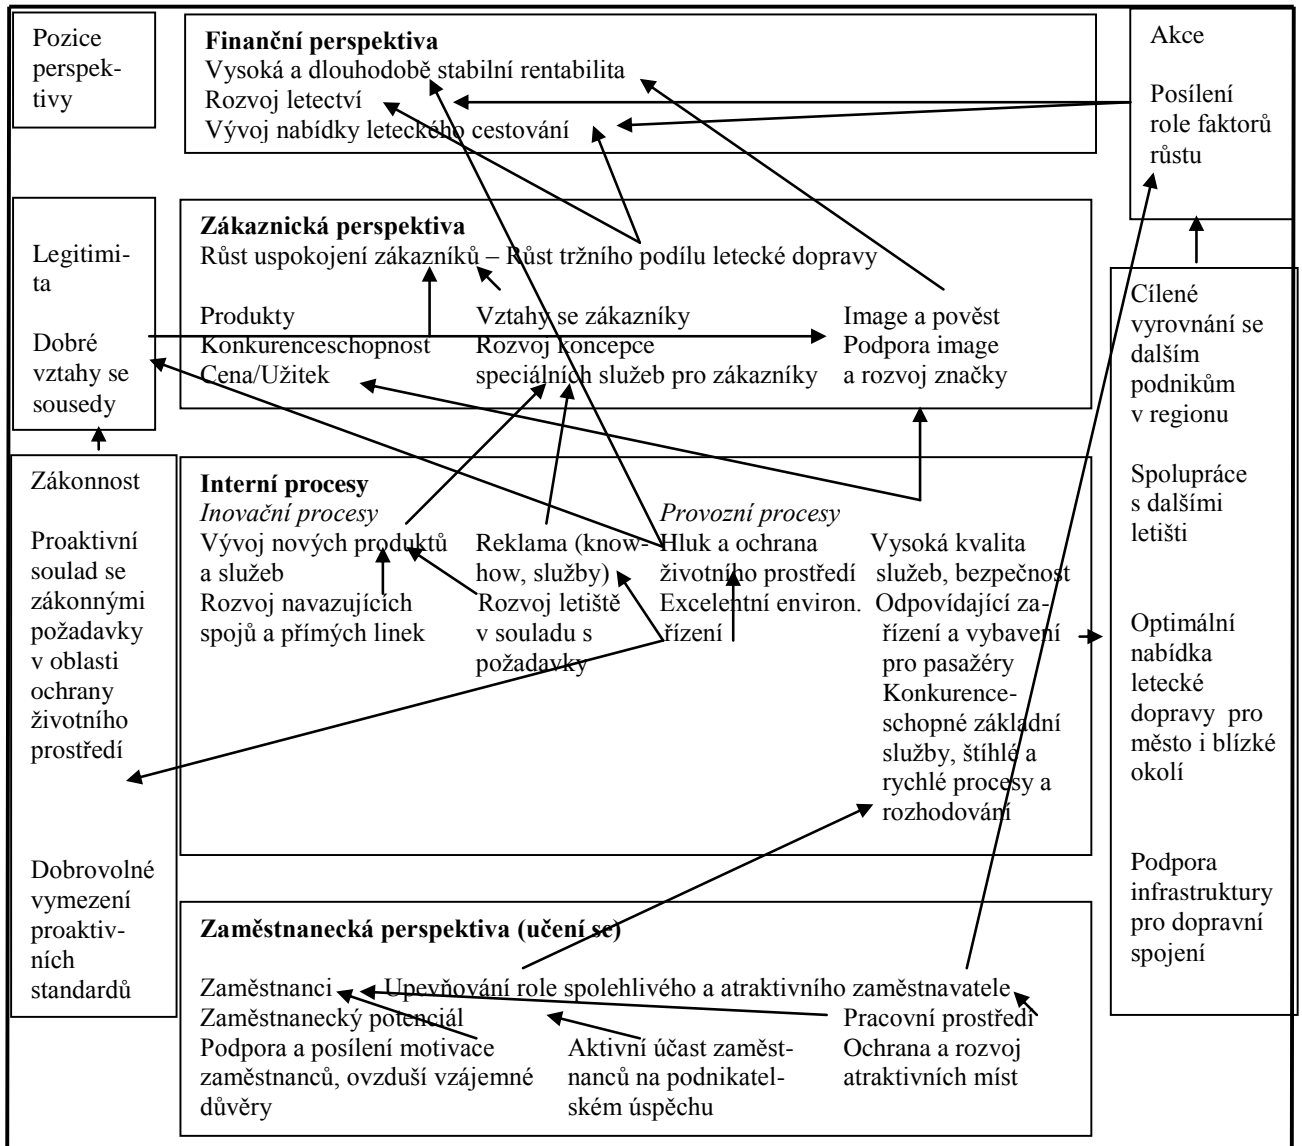 Pozice
perspek-
tivy
Finanční perspektiva
Vysoká a dlouhodobě stabilní rentabilita
Rozvoj letectví
Vývoj nabídky leteckého cestování
Akce
Posílení
role faktorů
růstu
Legitimi-
ta
Dobré
vztahy se
sousedy
Zákaznická perspektiva
Růst uspokojení zákazníků – Růst tržního podílu letecké dopravy
Produkty
Konkurenceschopnost
Cena/Užitek
Vztahy se zákazníky
Rozvoj koncepce
speciálních služeb pro zákazníky
Image a pověst
Podpora image
a rozvoj značky
Cílené
vyrovnání se
dalším
podnikům
v regionu
Spolupráce
s dalšími
letišti
Optimální
nabídka
letecké
dopravy pro
město i blízké
okolí
Podpora
infrastruktury
pro dopravní
spojení
Zákonnost
Proaktivní
soulad se
zákonnými
požadavky
v oblasti
ochrany
životního
prostředí
Dobrovolné
vymezení
proaktiv-
ních
standardů
Interní procesy
Inovační procesy
Vývoj nových produktů
a služeb
Rozvoj navazujících
spojů a přímých linek
Reklama (know-
how, služby)
Rozvoj letiště
v souladu s
požadavky
Provozní procesy
Hluk a ochrana
životního prostředí
Excelentní environ.
řízení
Vysoká kvalita
služeb, bezpečnost
Odpovídající za-
řízení a vybavení
pro pasažéry
Konkurence-
schopné základní
služby, štíhlé a
rychlé procesy a
rozhodování
Zaměstnanecká perspektiva (učení se)
Zaměstnanci Upevňování role spolehlivého a atraktivního zaměstnavatele
Zaměstnanecký potenciál
Podpora a posílení motivace
zaměstnanců, ovzduší vzájemné
důvěry
Aktivní účast zaměst-
nanců na podnikatel-
ském úspěchu
Pracovní prostředí
Ochrana a rozvoj
atraktivních míst